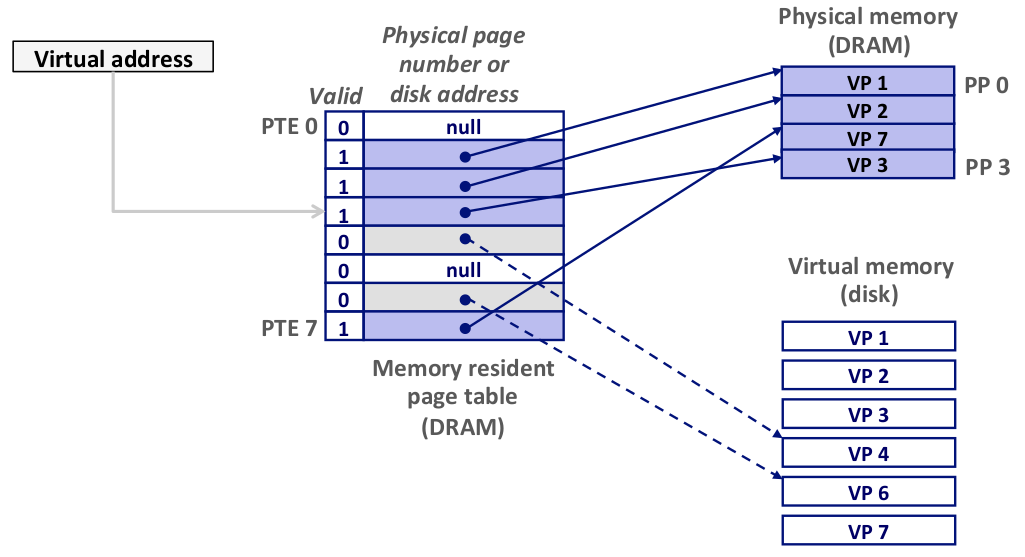 Virtual address
Physical page
number or
disk address
Valid
PTE 0
0
null
1
1
1
0
0
null
0
PTE 7
1
Memory resident
page table
(DRAM)
Physical memory
(DRAM)
VP 1
PP 0
VP 2
VP 7
VP 3
PP 3
Virtual memory
(disk)
VP 1
VP 2
VP 3
VP 4
VP 6
VP 7